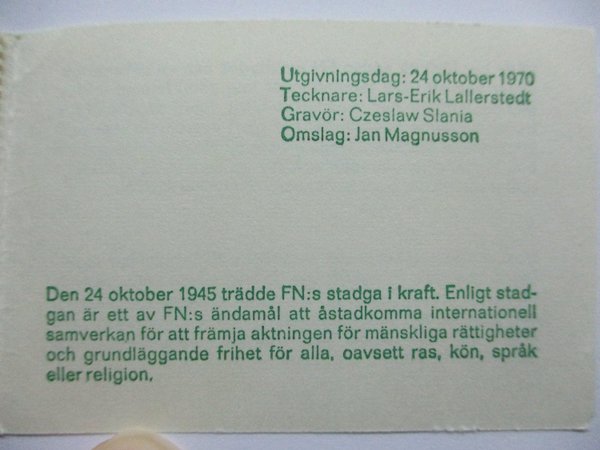 Utgivningsdag: 24 oktober 1970
Tecknare: Lars-Erik Lallerstedt
Gravör: Czeslaw Slania
Omslag: Jan Magnusson
Den 24 oktober 1945 trädde FN:s stadga i kraft. Enligt stad-
gan är ett av FN:s ändamål att åstadkomma internationell
samverkan för att främja aktningen för mänskliga rättigheter
och grundläggande frihet för alla, oavsett ras, kön, språk
eller religion.